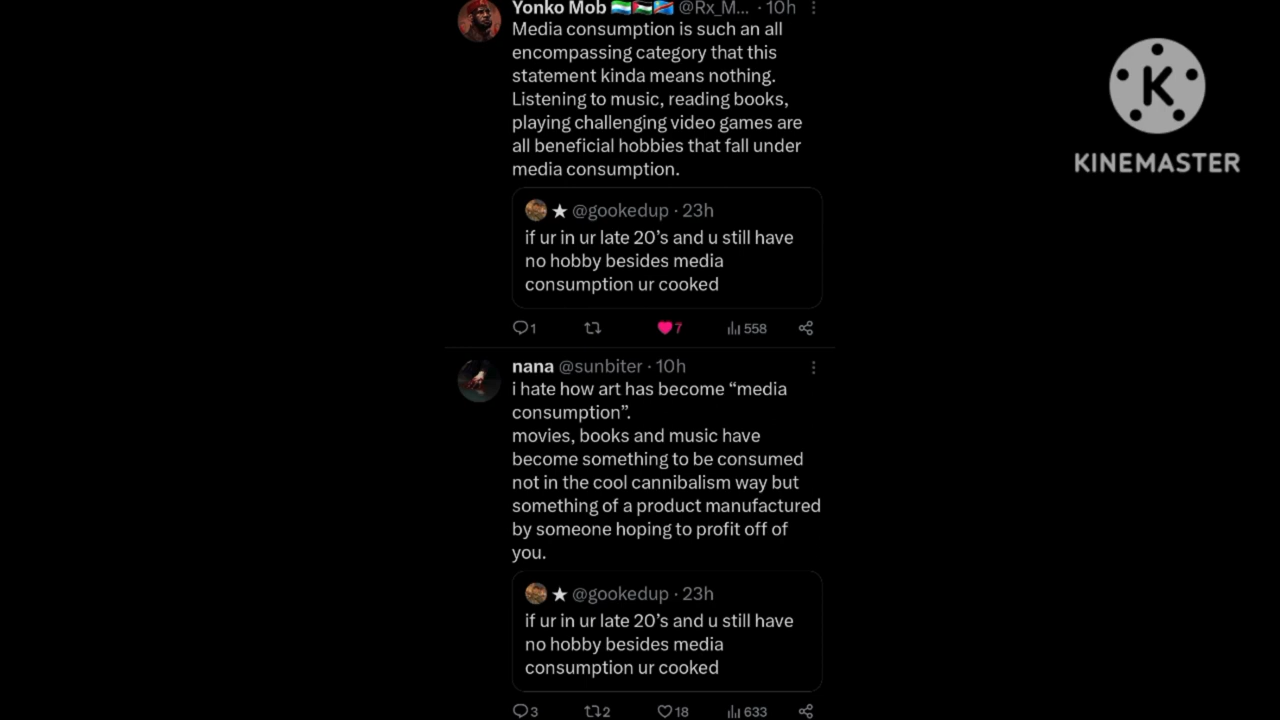 Yonko Mob 🇸🇱🇵🇸🇨🇩 @Rx_M... · 10h
Media consumption is such an all
encompassing category that this
statement kinda means nothing.
Listening to music, reading books,
playing challenging video games are
all beneficial hobbies that fall under
media consumption.
★ @gookedup · 23h
if ur in ur late 20’s and u still have
no hobby besides media
consumption ur cooked
1 7 558
nana @sunbiter · 10h
i hate how art has become “media
consumption”.
movies, books and music have
become something to be consumed
not in the cool cannibalism way but
something of a product manufactured
by someone hoping to profit off of
you.
★ @gookedup · 23h
if ur in ur late 20’s and u still have
no hobby besides media
consumption ur cooked
3 2 18 633
K
KINEMASTER